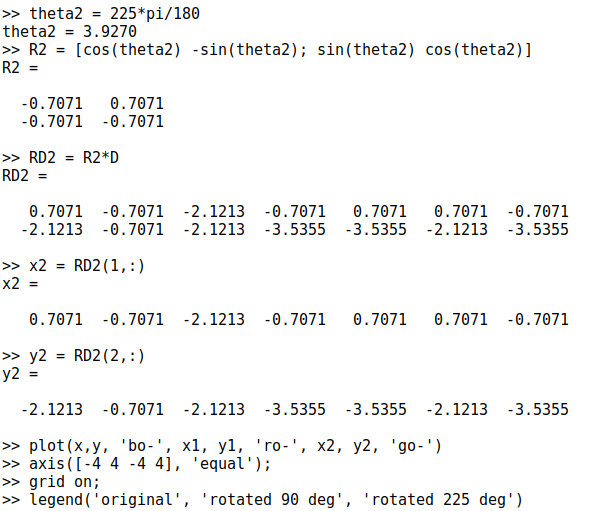 >> theta2 = 225*pi/180
theta2 = 3.9270
>> R2 = [cos(theta2) -sin(theta2); sin(theta2) cos(theta2)]
R2 =
-0.7071 0.7071
-0.7071 -0.7071
>> RD2 = R2*D
RD2 =
0.7071 -0.7071 -2.1213 -0.7071 0.7071 0.7071 -0.7071
-2.1213 -0.7071 -2.1213 -3.5355 -3.5355 -2.1213 -3.5355
>> x2 = RD2(1,:)
x2 =
0.7071 -0.7071 -2.1213 -0.7071 0.7071 0.7071 -0.7071
>> y2 = RD2(2,:)
y2 =
-2.1213 -0.7071 -2.1213 -3.5355 -3.5355 -2.1213 -3.5355
>> plot(x,y, 'bo-', x1, y1, 'ro-', x2, y2, 'go-')
>> axis([-4 4 -4 4], 'equal');
>> grid on;
>> legend('original', 'rotated 90 deg', 'rotated 225 deg')